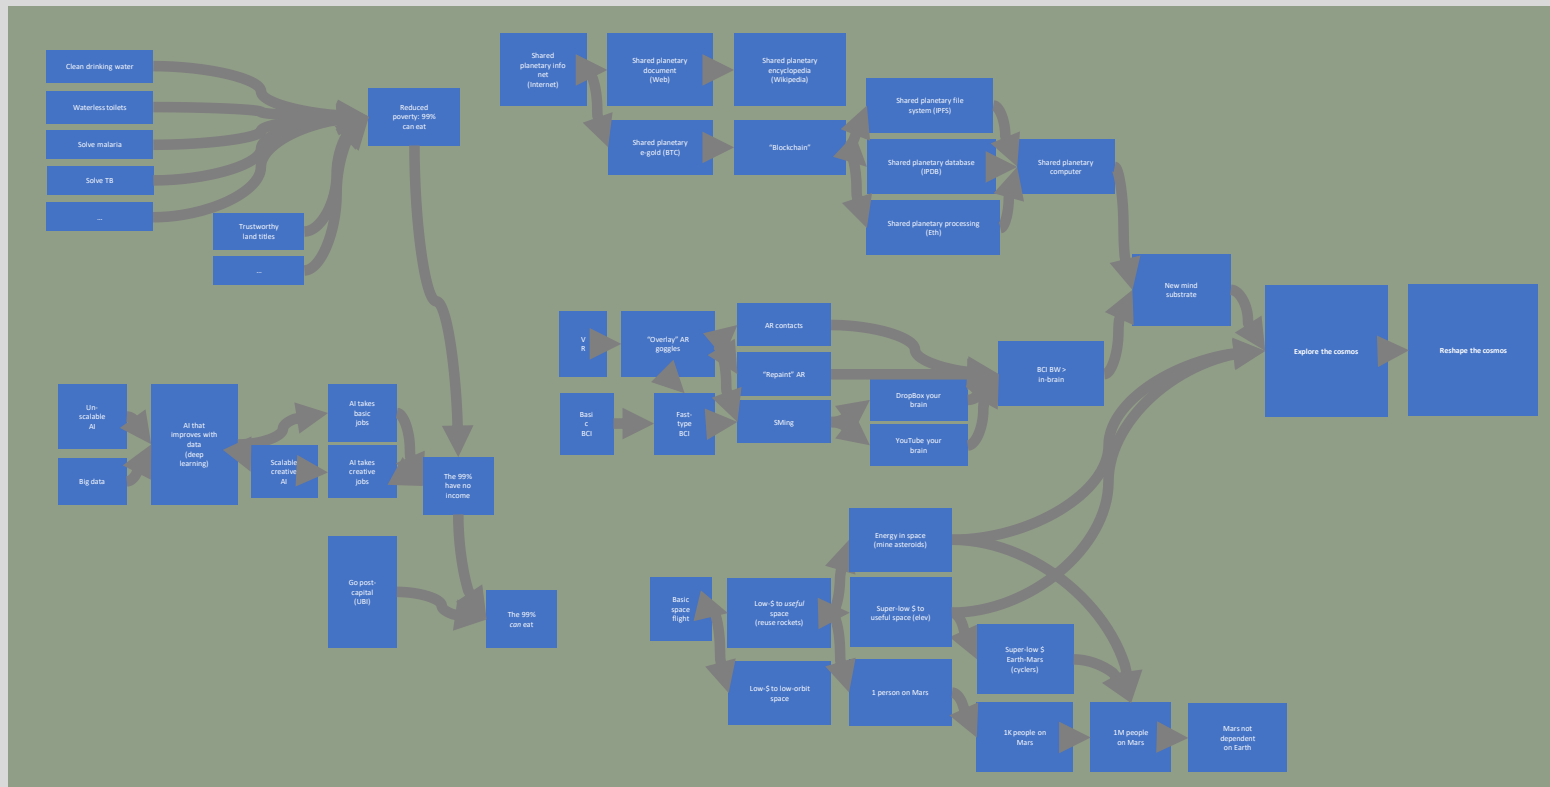 Clean drinking water
Waterless toilets
Solve malaria
Solve TB
...
Trustworthy
land titles
...
Reduced
poverty: 99%
can eat
Shared
planetary info
net
(Internet)
Shared planetary
document
(Web)
Shared planetary
encyclopedia
(Wikipedia)
Shared planetary
e-gold (BTC)
"Blockchain"
Shared planetary file
system (IPFS)
Shared planetary database
(IPDB)
Shared planetary processing
(Eth)
Shared planetary
computer
New mind
substrate
Explore the cosmos
Reshape the cosmos
V
R
"Overlay" AR
goggles
AR contacts
"Repaint" AR
Basi
c
BCI
Fast-
type
BCI
SMing
DropBox your
brain
YouTube your
brain
BCI BW >
in-brain
Un-
scalable
AI
Big data
AI that
improves with
data
(deep
learning)
Scalable
creative
AI
AI takes
basic
jobs
AI takes
creative
jobs
The 99%
have no
income
Go post-
capital
(UBI)
The 99%
can eat
Basic
space
flight
Low-$ to useful
space
(reuse rockets)
Low-$ to low-orbit
space
Energy in space
(mine asteroids)
Super-low $ to
useful space (elev)
1 person on Mars
Super-low $
Earth-Mars
(cyclers)
1K people on
Mars
1M people
on Mars
Mars not
dependent
on Earth